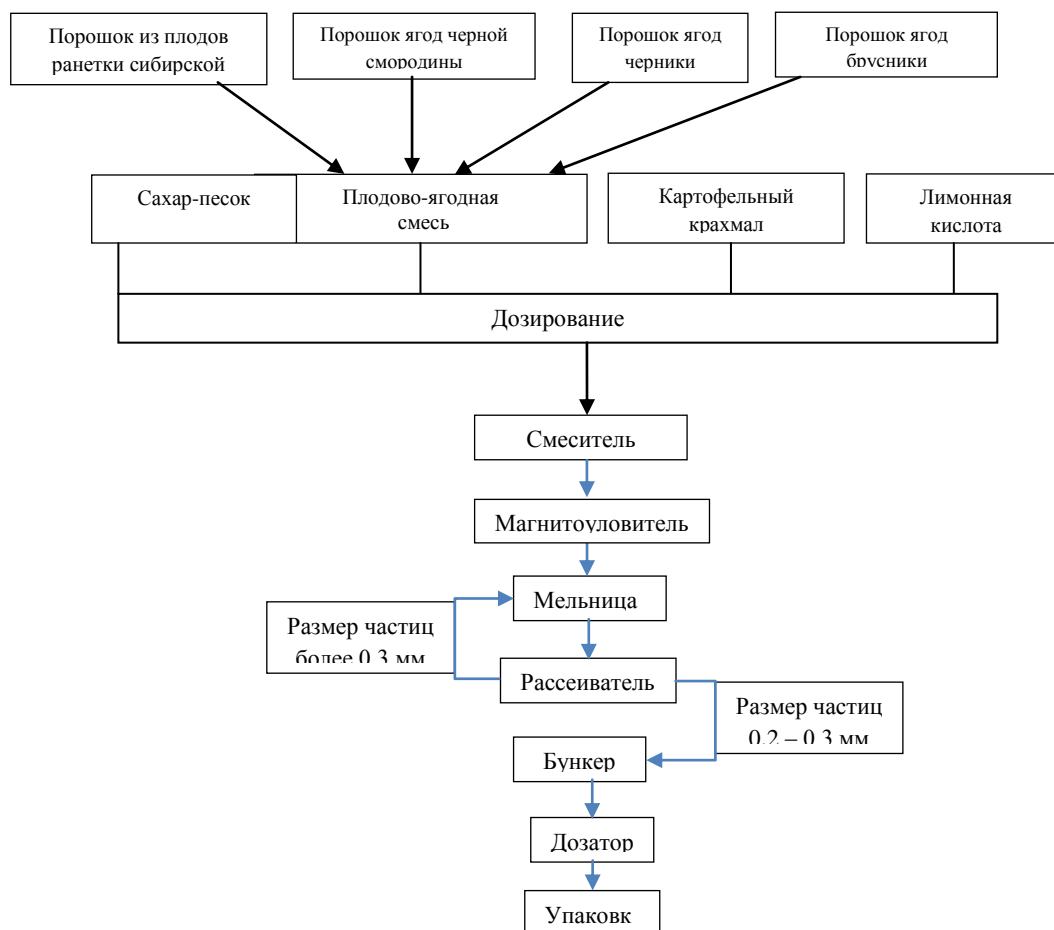 Порошок из плодов
ранетки сибирской
Порошок ягод черной
смородины
Порошок ягод
черники
Порошок ягод
брусники
Сахар-песок
Плодово-ягодная
смесь
Картофельный
крахмал
Лимонная
кислота
Дозирование
Смеситель
Магнитоуловитель
Мельница
Размер частиц
более 0.3 мм
Рассеиватель
Размер частиц
0.2 – 0.3 мм
Бункер
Дозатор
Упаковк